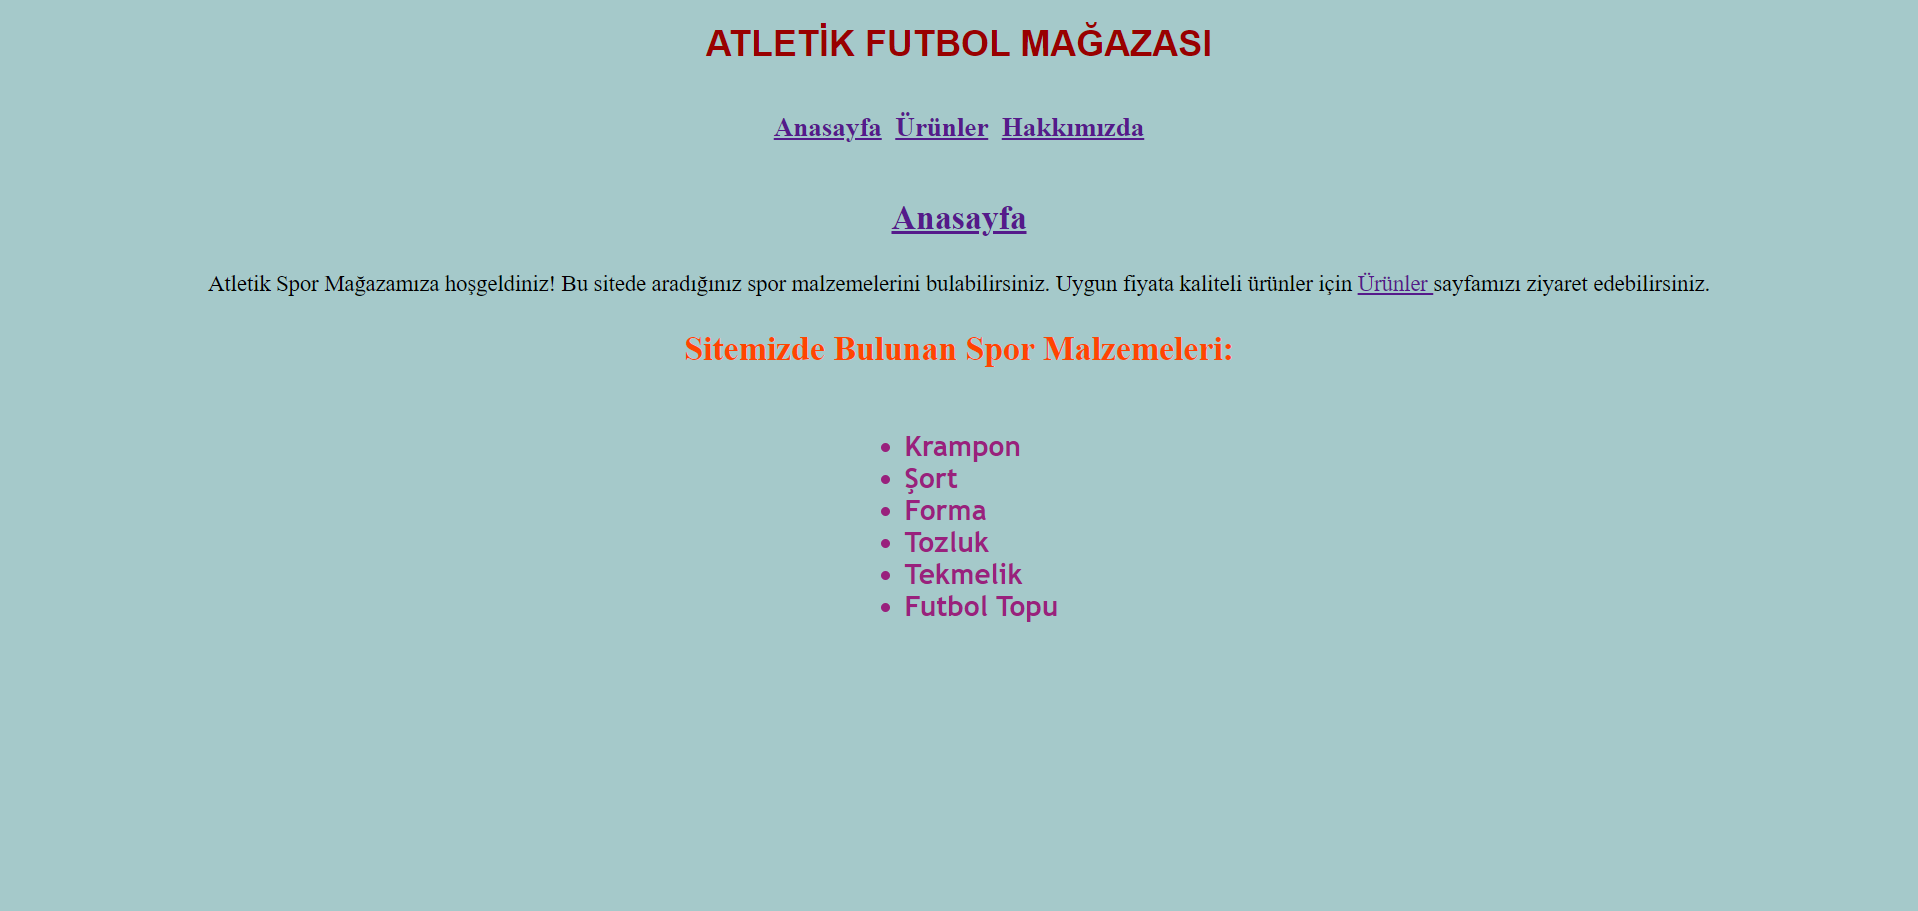 ATLETİK FUTBOL MAĞAZASI
Anasayfa Ürünler Hakkımızda
Anasayfa
Atletik Spor Mağazamıza hoşgeldiniz! Bu sitede aradığınız spor malzemelerini bulabilirsiniz. Uygun fiyata kaliteli ürünler için Ürünler sayfamızı ziyaret edebilirsiniz.
Sitemizde Bulunan Spor Malzemeleri:
• Krampon
• Şort
• Forma
• Tozluk
• Tekmelik
• Futbol Topu